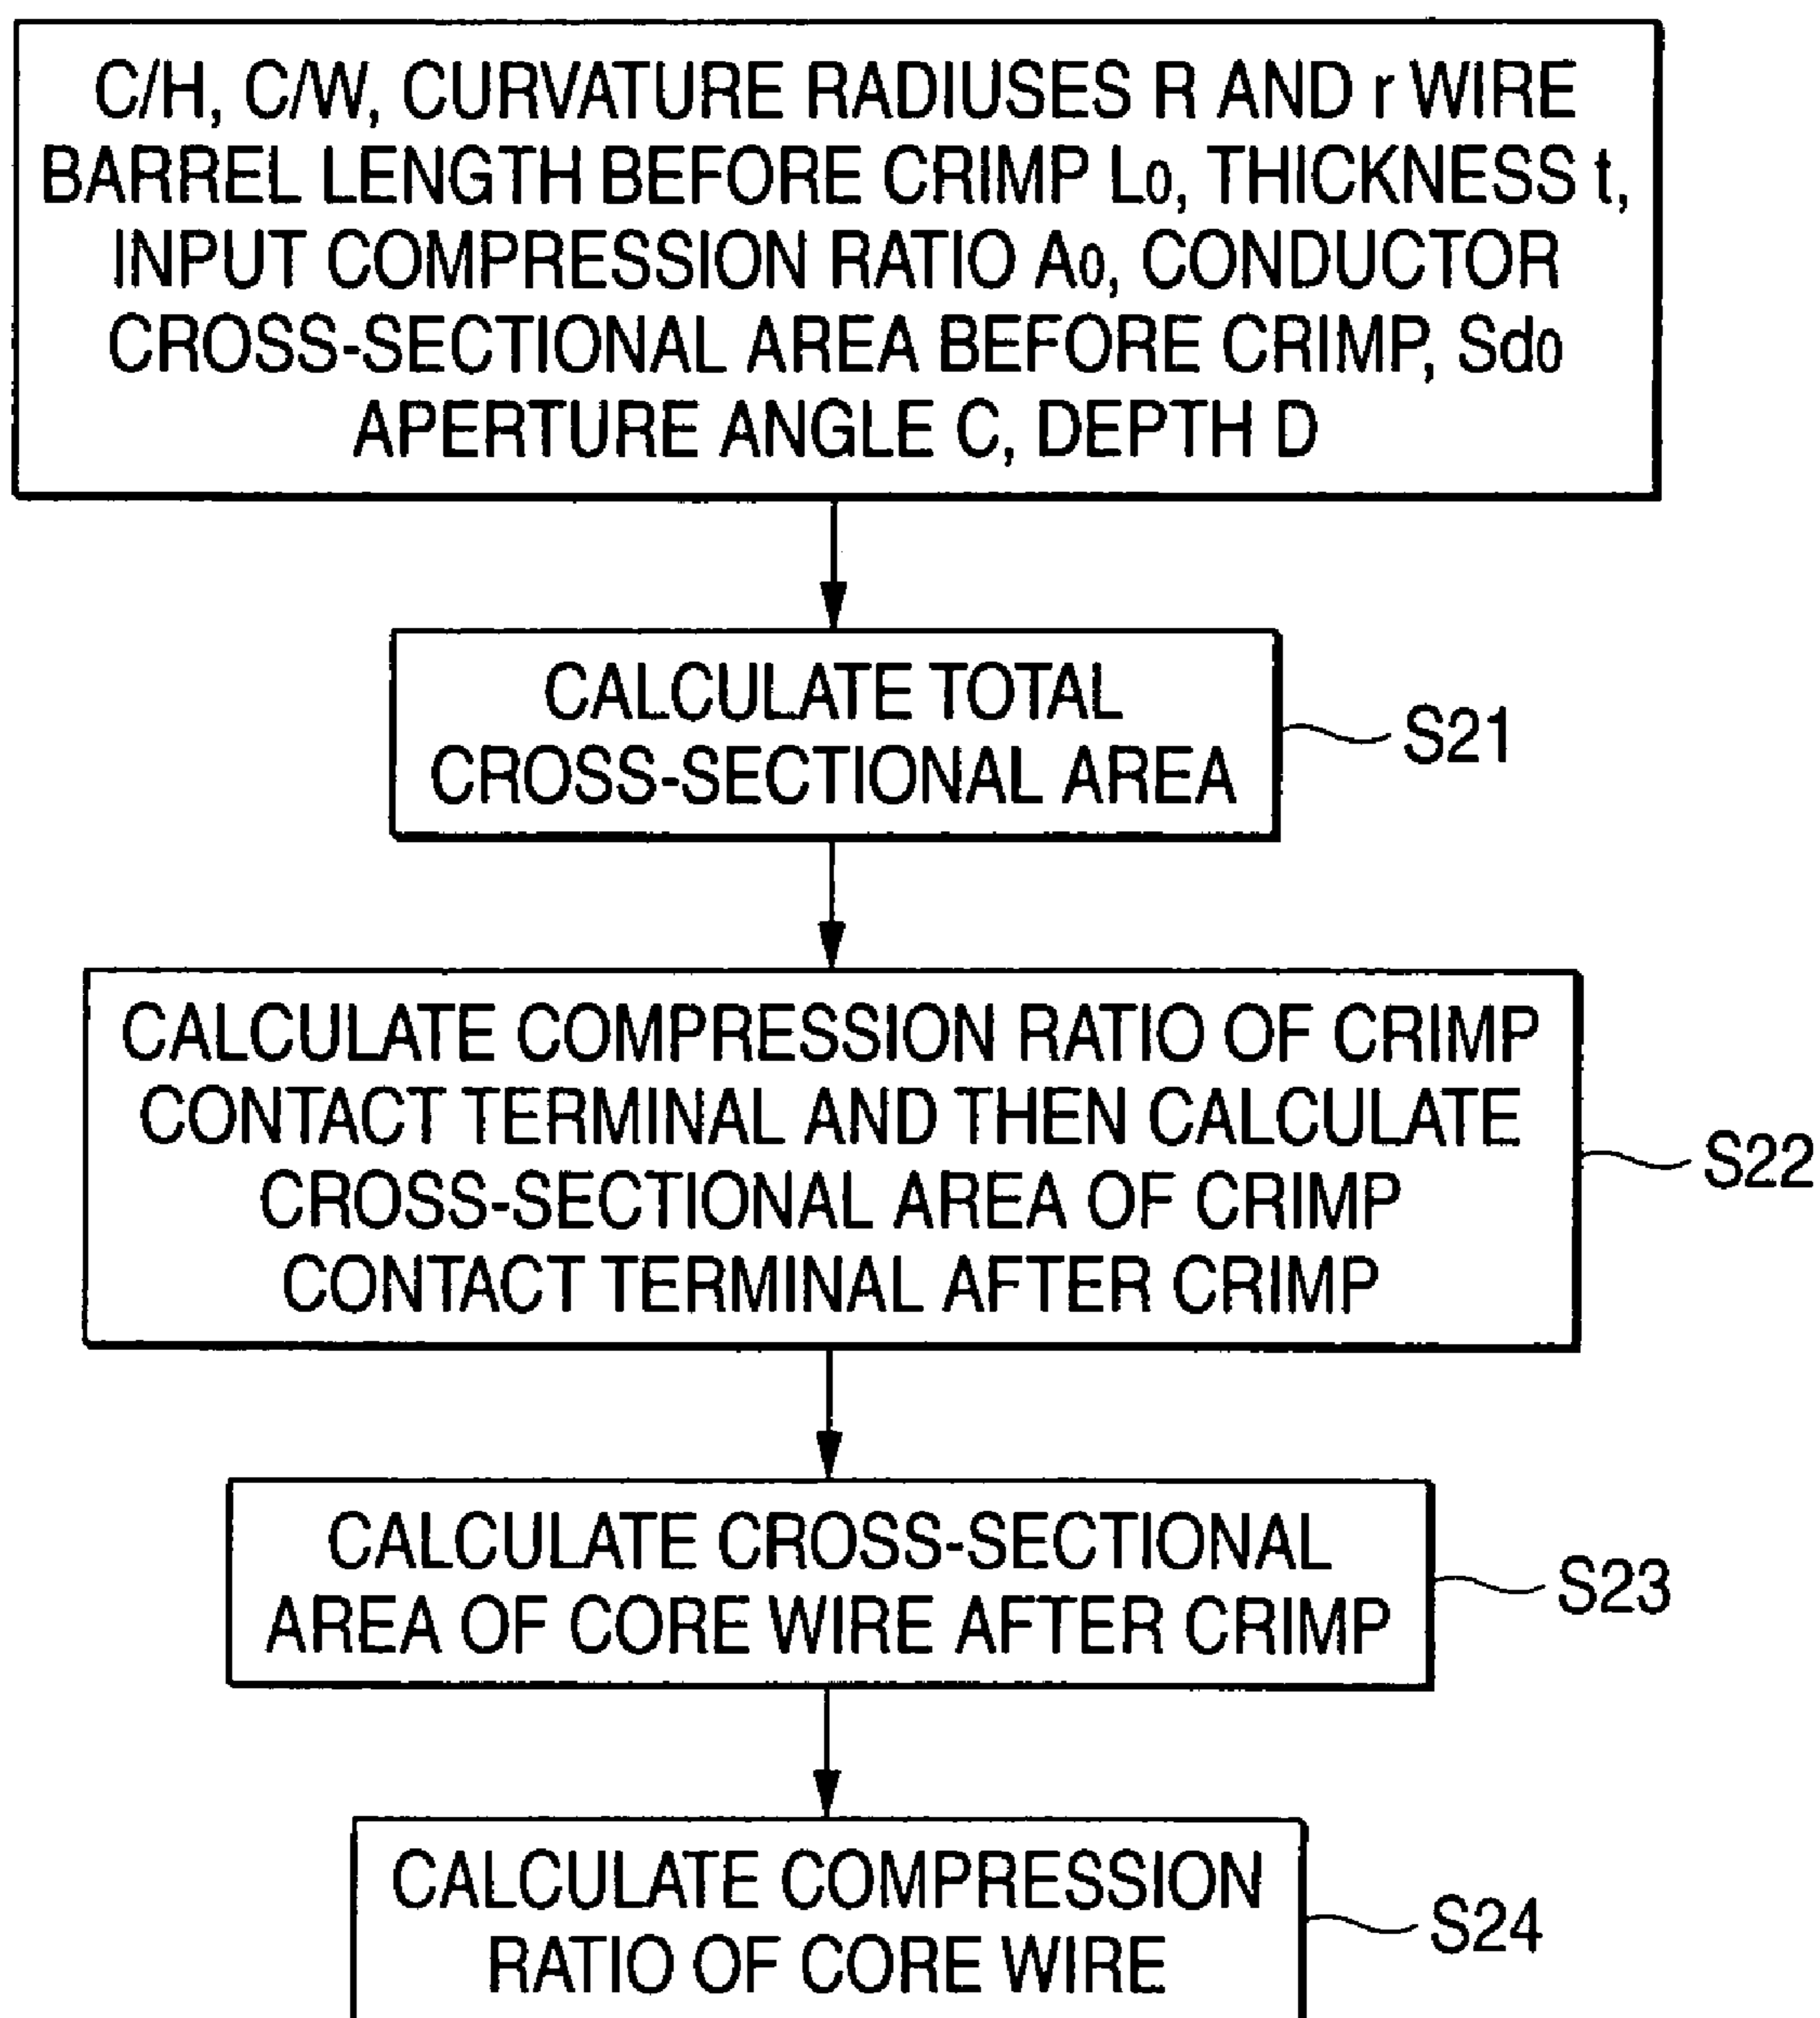 C/H, C/W, CURVATURE RADIUSES R AND r WIRE
BARREL LENGTH BEFORE CRIMP L0, THICKNESS t,
INPUT COMPRESSION RATIO A0, CONDUCTOR
CROSS-SECTIONAL AREA BEFORE CRIMP, Sd0
APERTURE ANGLE C, DEPTH D
CALCULATE TOTAL
CROSS-SECTIONAL AREA
S21
CALCULATE COMPRESSION RATIO OF CRIMP
CONTACT TERMINAL AND THEN CALCULATE
CROSS-SECTIONAL AREA OF CRIMP
CONTACT TERMINAL AFTER CRIMP
S22
CALCULATE CROSS-SECTIONAL
AREA OF CORE WIRE AFTER CRIMP
S23
CALCULATE COMPRESSION
RATIO OF CORE WIRE
S24